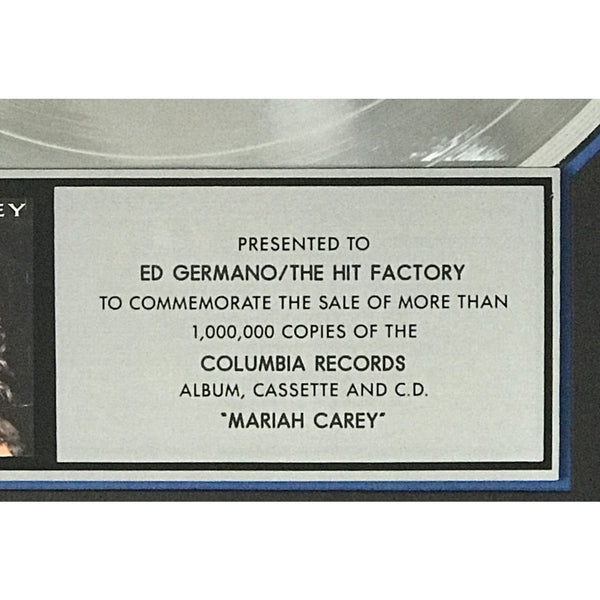 EY
PRESENTED TO
ED GERMANO/THE HIT FACTORY
TO COMMEMORATE THE SALE OF MORE THAN
1,000,000 COPIES OF THE
COLUMBIA RECORDS
ALBUM, CASSETTE AND C.D.
"MARIAH CAREY"